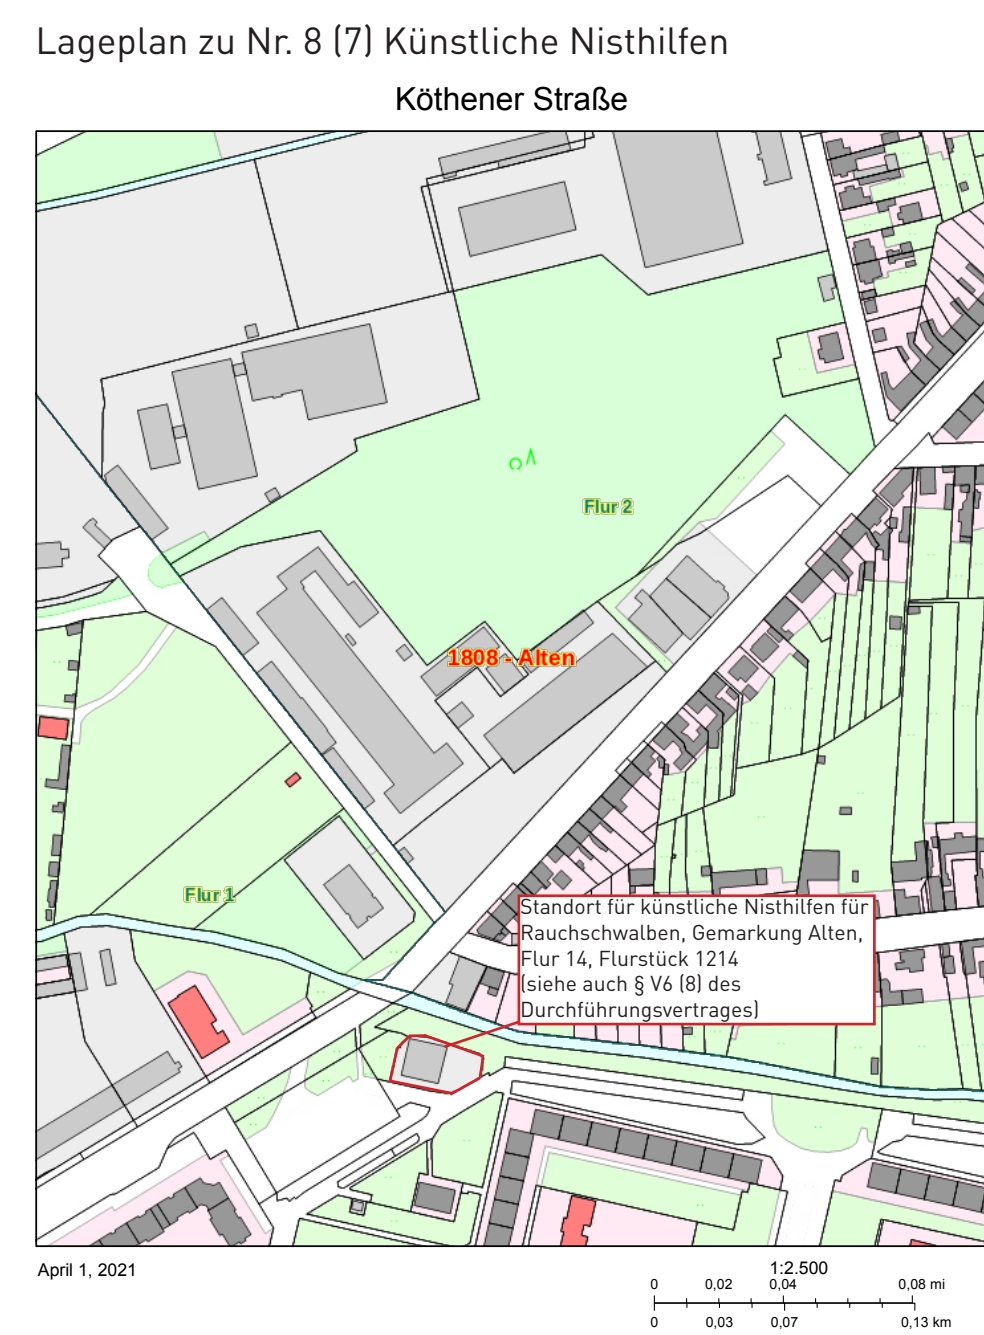 Lageplan zu Nr. 8 (7) Künstliche Nisthilfen
Köthener Straße
Flur 2
1808 - Alten
Flur 1
Standort für künstliche Nisthilfen für
Rauchschwalben, Gemarkung Alten,
Flur 14, Flurstück 1214
(siehe auch § V6 (8) des
Durchführungsvertrages)
April 1, 2021
1:2.500
0 0,02 0,04 0,08 mi
0 0,03 0,07 0,13 km